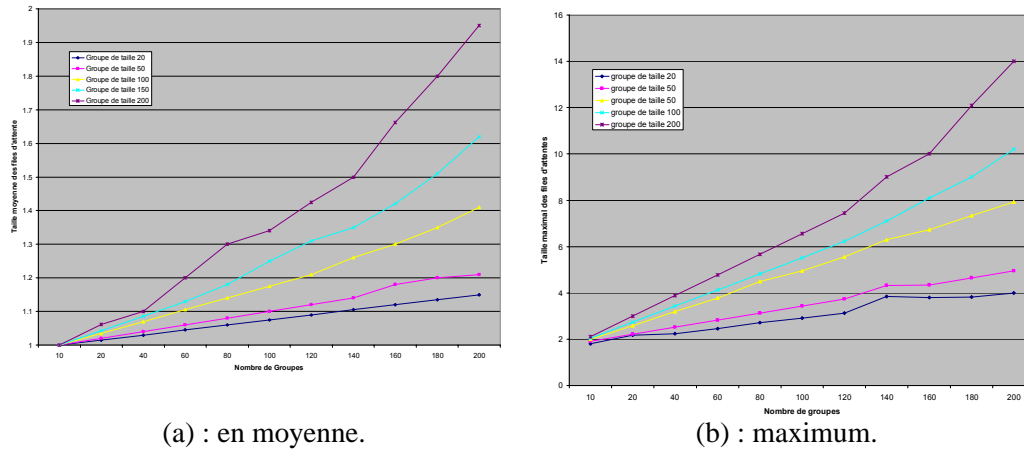 2
1.9
1.8
1.7
1.6
1.5
1.4
1.3
1.2
1.1
1
Taille moyenne des files d'attente
Groupe de taille 20
Groupe de taille 50
Groupe de taille 100
Groupe de taille 150
Groupe de taille 200
10 20 40 60 80 100 120 140 160 180 200
Nombre de Groupes
(a) : en moyenne.
16
14
12
10
8
6
4
2
0
Taille maximal des files d'attentes
groupe de taille 20
groupe de taille 50
groupe de taille 50
groupe de taille 100
groupe de taille 200
10 20 40 60 80 100 120 140 160 180 200
Nombre de groupes
(b) : maximum.